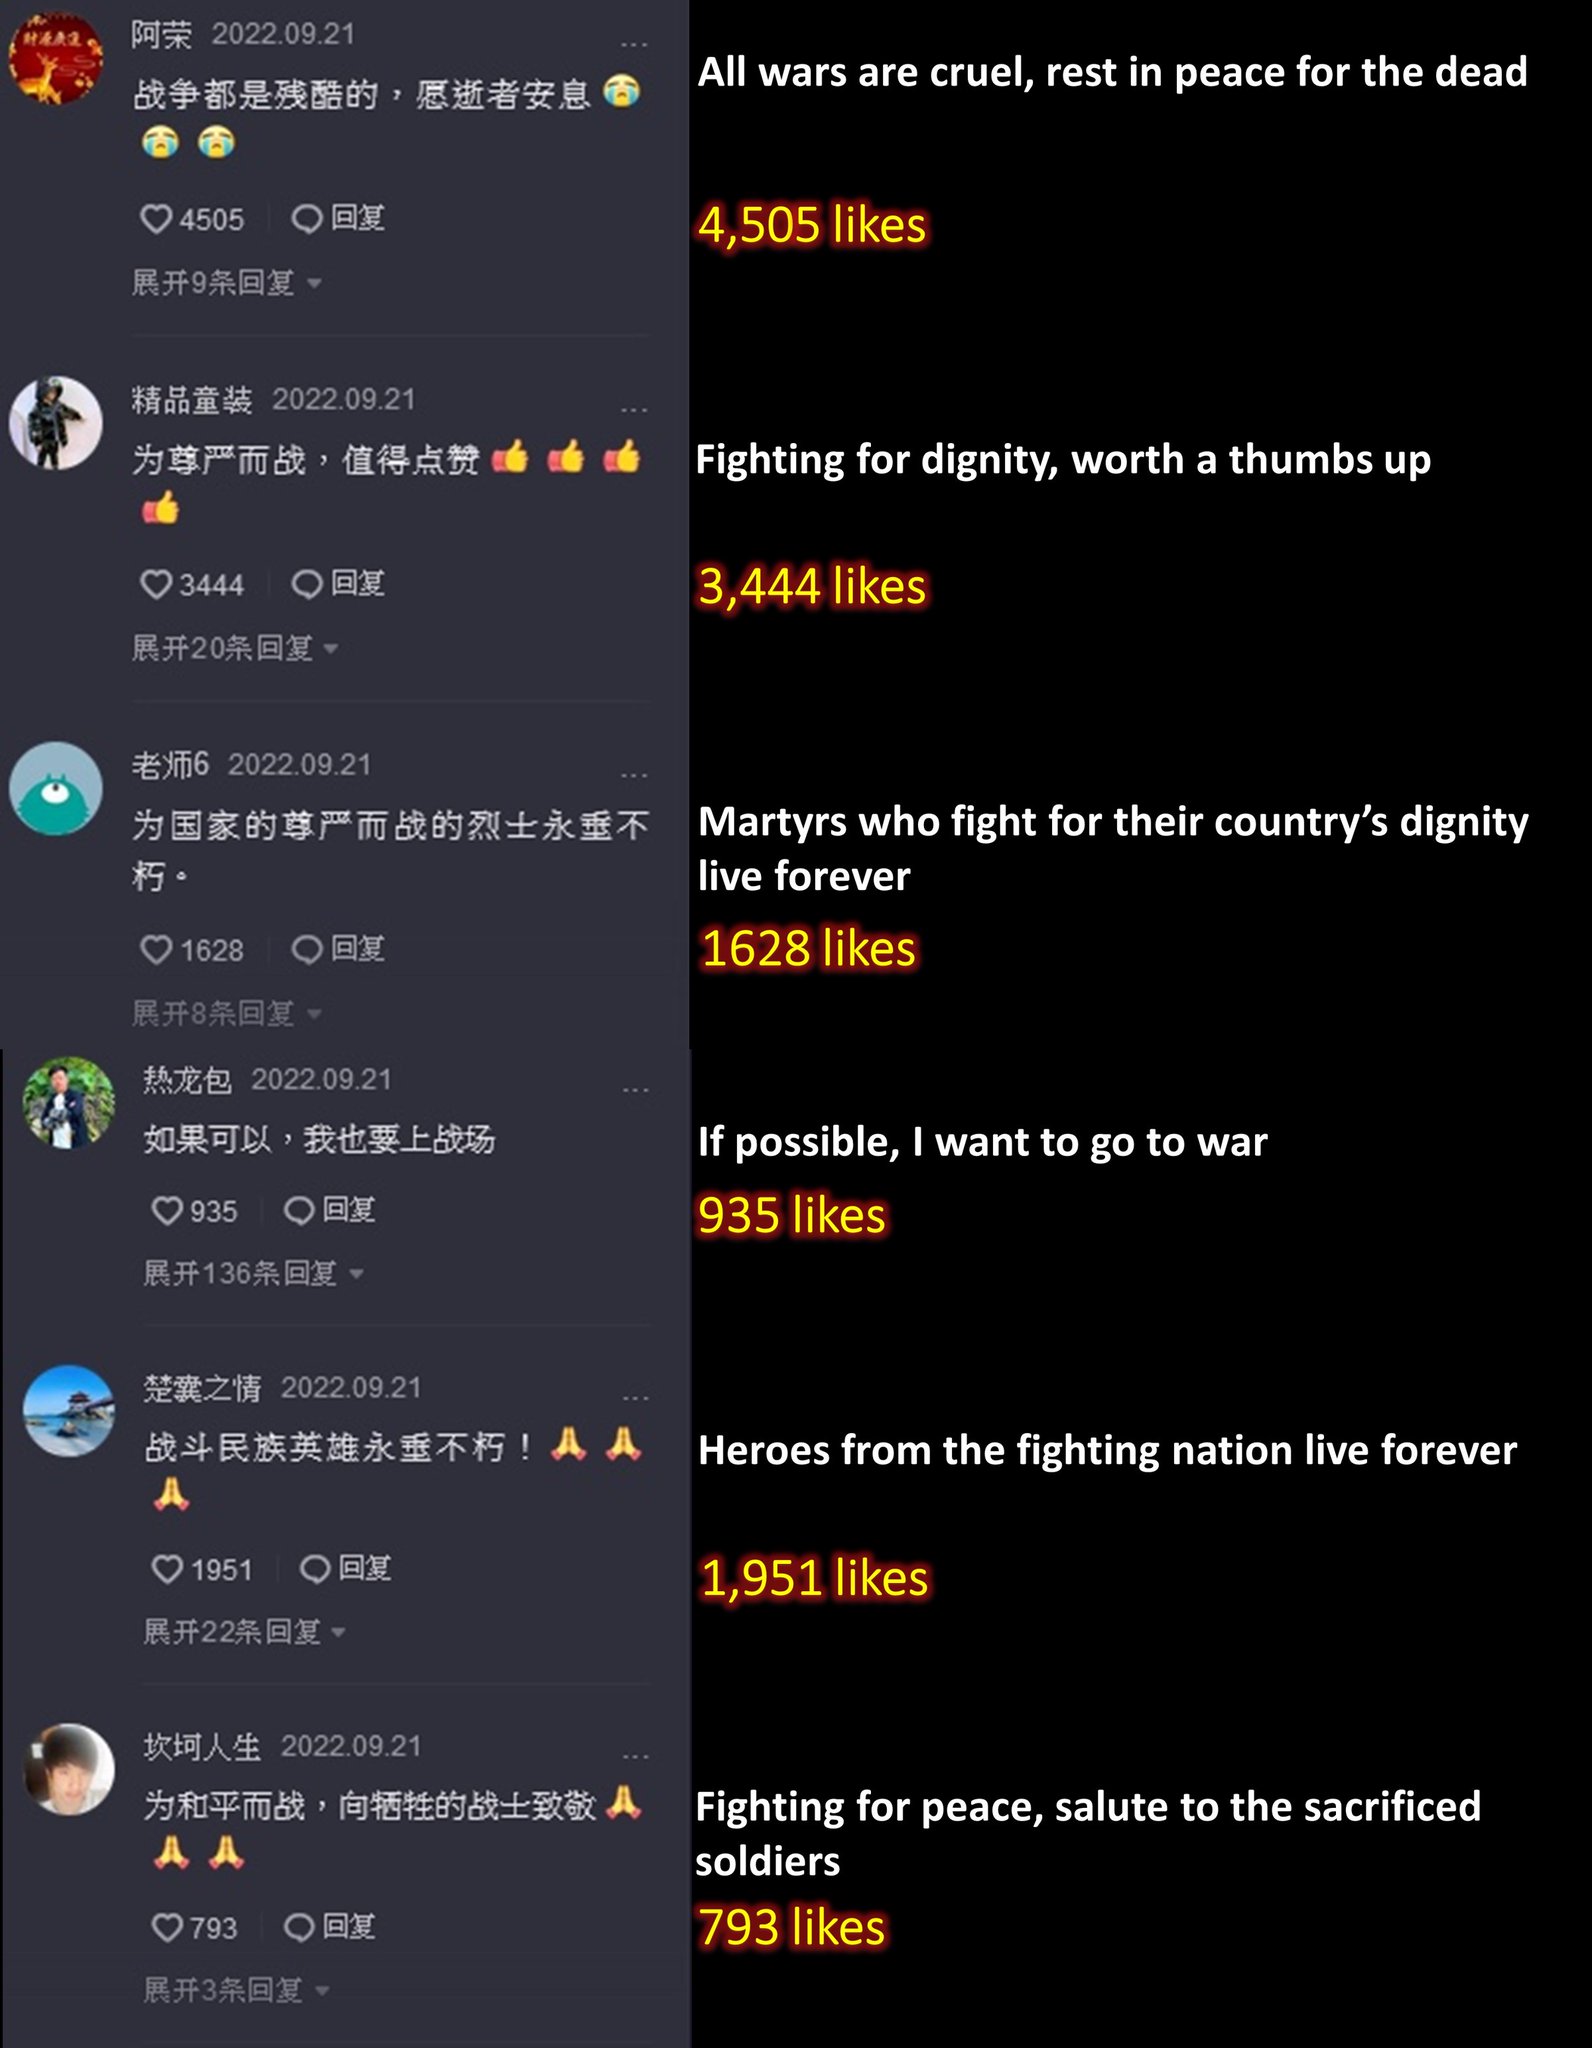 财源广进
阿荣 2022.09.21
...
战争都是残酷的，愿逝者安息😭
😭 😭
4505 回复
展开9条回复
All wars are cruel, rest in peace for the dead
4,505 likes
精品童装 2022.09.21
...
为尊严而战，值得点赞👍 👍 👍
👍
3444 回复
展开20条回复
Fighting for dignity, worth a thumbs up
3,444 likes
老师6 2022.09.21
...
为国家的尊严而战的烈士永垂不
朽。
1628 回复
展开8条回复
Martyrs who fight for their country’s dignity
live forever
1628 likes
热龙包 2022.09.21
...
如果可以，我也要上战场
935 回复
展开136条回复
If possible, I want to go to war
935 likes
楚囊之情 2022.09.21
...
战斗民族英雄永垂不朽！🙏 🙏
🙏
1951 回复
展开22条回复
Heroes from the fighting nation live forever
1,951 likes
坎坷人生 2022.09.21
...
为和平而战，向牺牲的战士致敬🙏
🙏 🙏
793 回复
展开3条回复
Fighting for peace, salute to the sacrificed
soldiers
793 likes